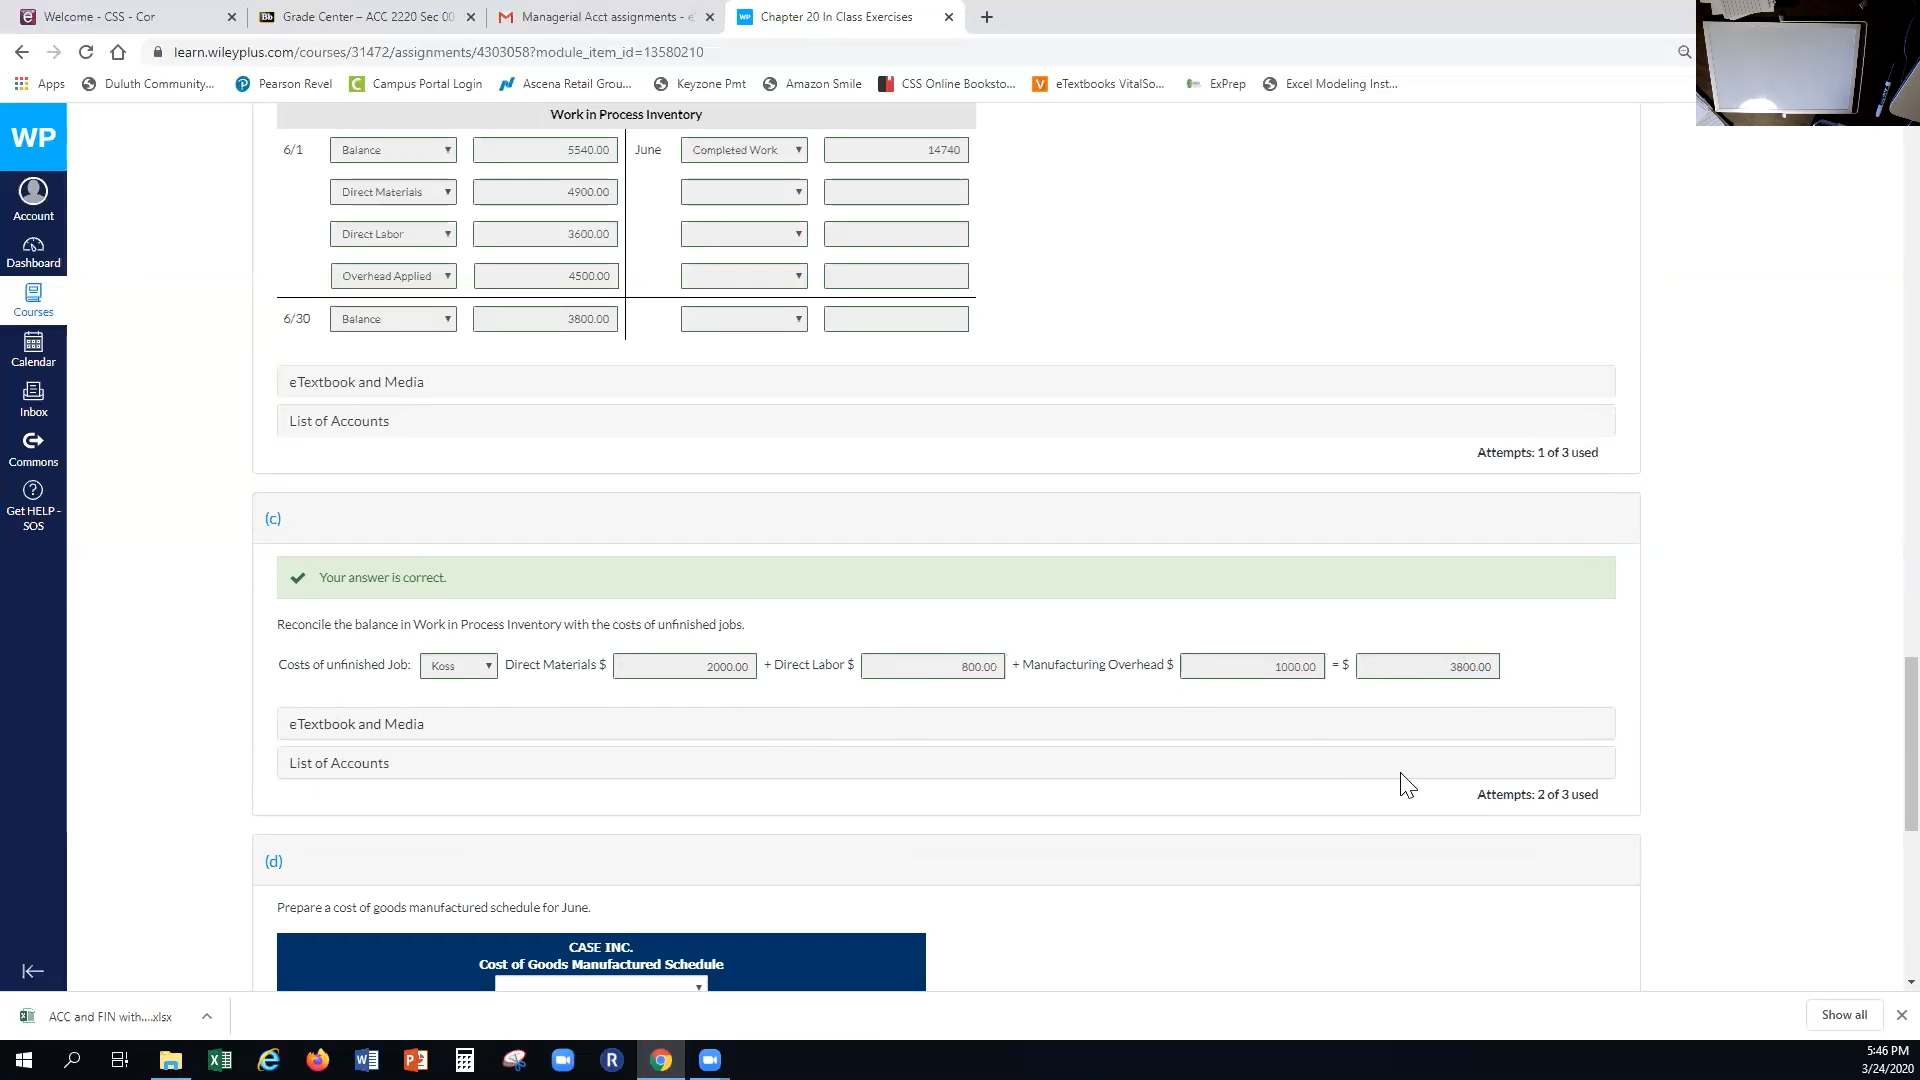 Welcome - CSS - Cor
Grade Center – ACC 2220 Sec 00
Managerial Acct assignments - e
Chapter 20 In Class Exercises
learn.wileyplus.com/courses/31472/assignments/4303058?module_item_id=13580210
Apps
Duluth Community...
Pearson Revel
Campus Portal Login
Ascena Retail Grou...
Keyzone Pmt
Amazon Smile
CSS Online Booksto...
eTextbooks VitalSo...
ExPrep
Excel Modeling Inst...
WP
Account
Dashboard
Courses
Calendar
Inbox
Commons
Get HELP - SOS
Work in Process Inventory
6/1 Balance 5540.00 June Completed Work 14740
Direct Materials 4900.00
Direct Labor 3600.00
Overhead Applied 4500.00
6/30 Balance 3800.00
eTextbook and Media
List of Accounts
Attempts: 1 of 3 used
(c)
Your answer is correct.
Reconcile the balance in Work in Process Inventory with the costs of unfinished jobs.
Costs of unfinished Job: Koss Direct Materials $ 2000.00 + Direct Labor $ 800.00 + Manufacturing Overhead $ 1000.00 = $ 3800.00
eTextbook and Media
List of Accounts
Attempts: 2 of 3 used
(d)
Prepare a cost of goods manufactured schedule for June.
CASE INC.
Cost of Goods Manufactured Schedule
ACC and FIN with....xlsx
Show all
5:46 PM
3/24/2020